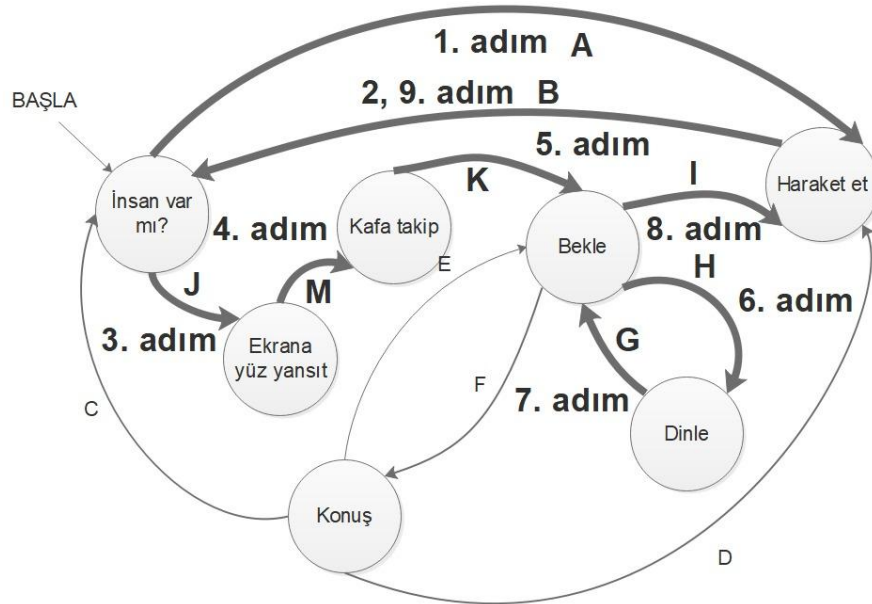 1. adım A
2, 9. adım B
BAŞLA
5. adım
İnsan var
mı?
K
I
Haraket et
4. adım
Kafa takip
8. adım
Bekle
E
H
J
M
6. adım
3. adım
Ekrana
yüz yansıt
G
F
7. adım
C
Dinle
Konuş
D